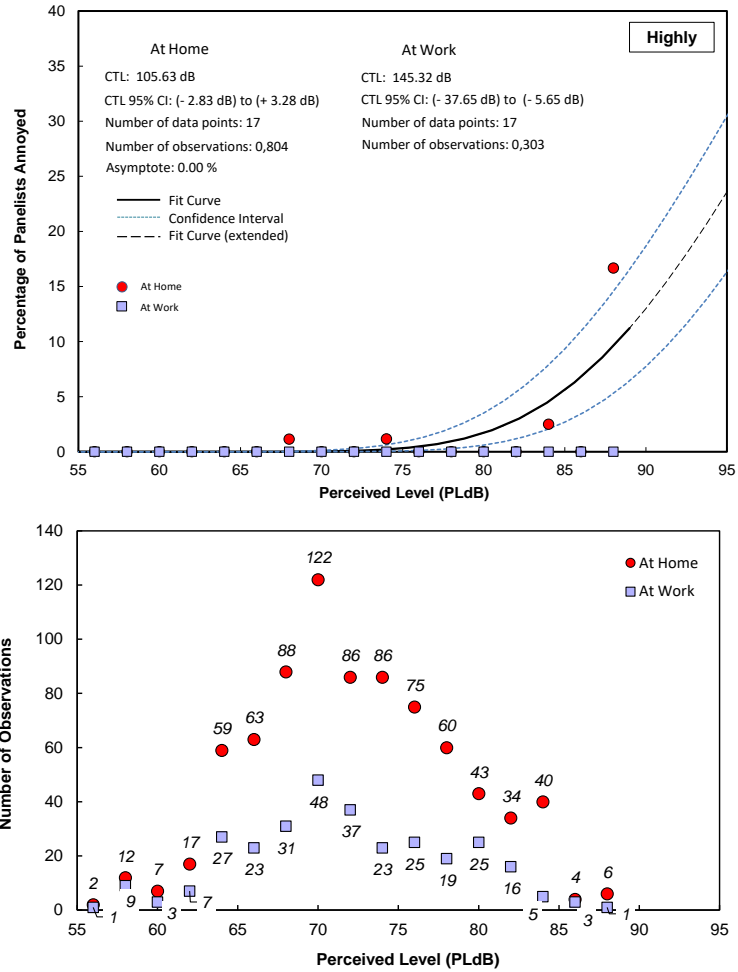 40
35
30
25
20
15
10
5
0
Percentage of Panelists Annoyed
Highly
At Home
CTL: 105.63 dB
CTL 95% CI: (- 2.83 dB) to (+ 3.28 dB)
Number of data points: 17
Number of observations: 0,804
Asymptote: 0.00 %
At Work
CTL: 145.32 dB
CTL 95% CI: (- 37.65 dB) to (- 5.65 dB)
Number of data points: 17
Number of observations: 0,303
Fit Curve
Confidence Interval
Fit Curve (extended)
At Home
At Work
55 60 65 70 75 80 85 90 95
Perceived Level (PLdB)
140
120
100
80
60
40
20
0
Number of Observations
At Home
At Work
2 12 7 17 59 63 88 122 86 86 75 60 43 34 40 4 6
1 9 3 7 27 23 31 48 37 23 25 19 25 16 5 3 1
55 60 65 70 75 80 85 90 95
Perceived Level (PLdB)